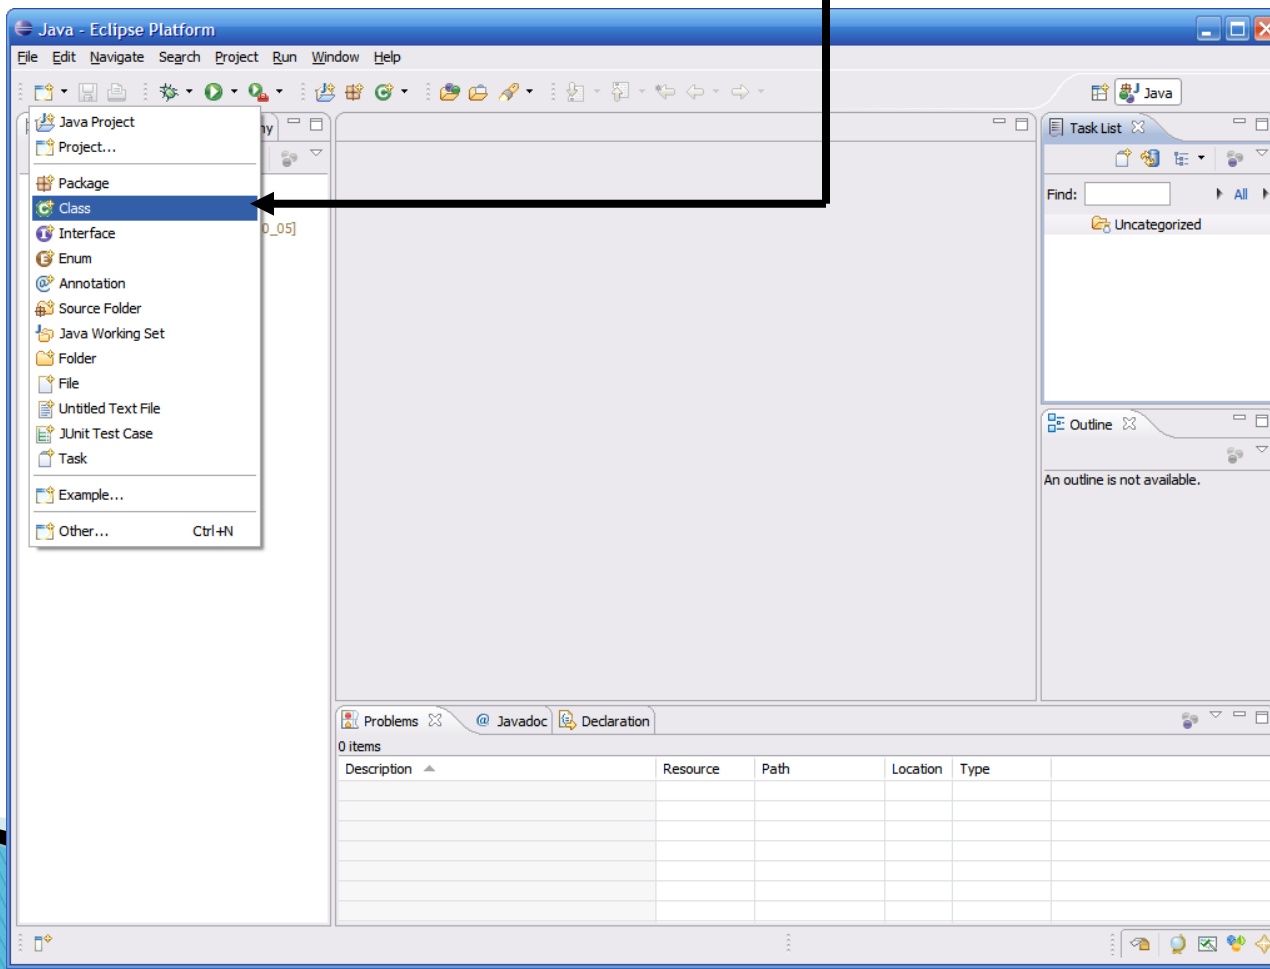 Java - Eclipse Platform
File Edit Navigate Search Project Run Window Help
Java
Java Project
Project...
Package
Class
Interface
Enum
Annotation
Source Folder
Java Working Set
Folder
File
Untitled Text File
JUnit Test Case
Task
Example...
Other... Ctrl+N
hy
0_05]
Task List
Find: All
Uncategorized
Outline
An outline is not available.
Problems @ Javadoc Declaration
0 items
Description Resource Path Location Type